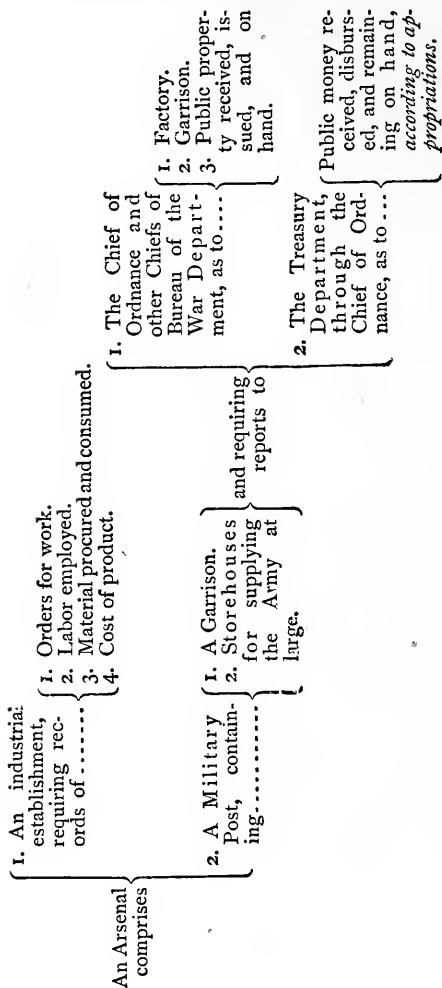 An Arsenal
comprises
1. An industrial
establishment,
requiring rec-
ords of .......
1. Orders for work.
2. Labor employed.
3. Material procured and consumed.
4. Cost of product.
2. A Military
Post, contain-
ing............
1. A Garrison.
2. Storehouses
for supplying
the Army at
large.
and requiring
reports to
1. The Chief of
Ordnance and
other Chiefs of
Bureau of the
War Depart-
ment, as to....
1. Factory.
2. Garrison.
3. Public proper-
ty received, is-
sued, and on
hand.
2. The Treasury
Department,
through the
Chief of Ord-
nance, as to ...
Public money re-
ceived, disburs-
ed, and remain-
ing on hand,
according to ap-
propriations.